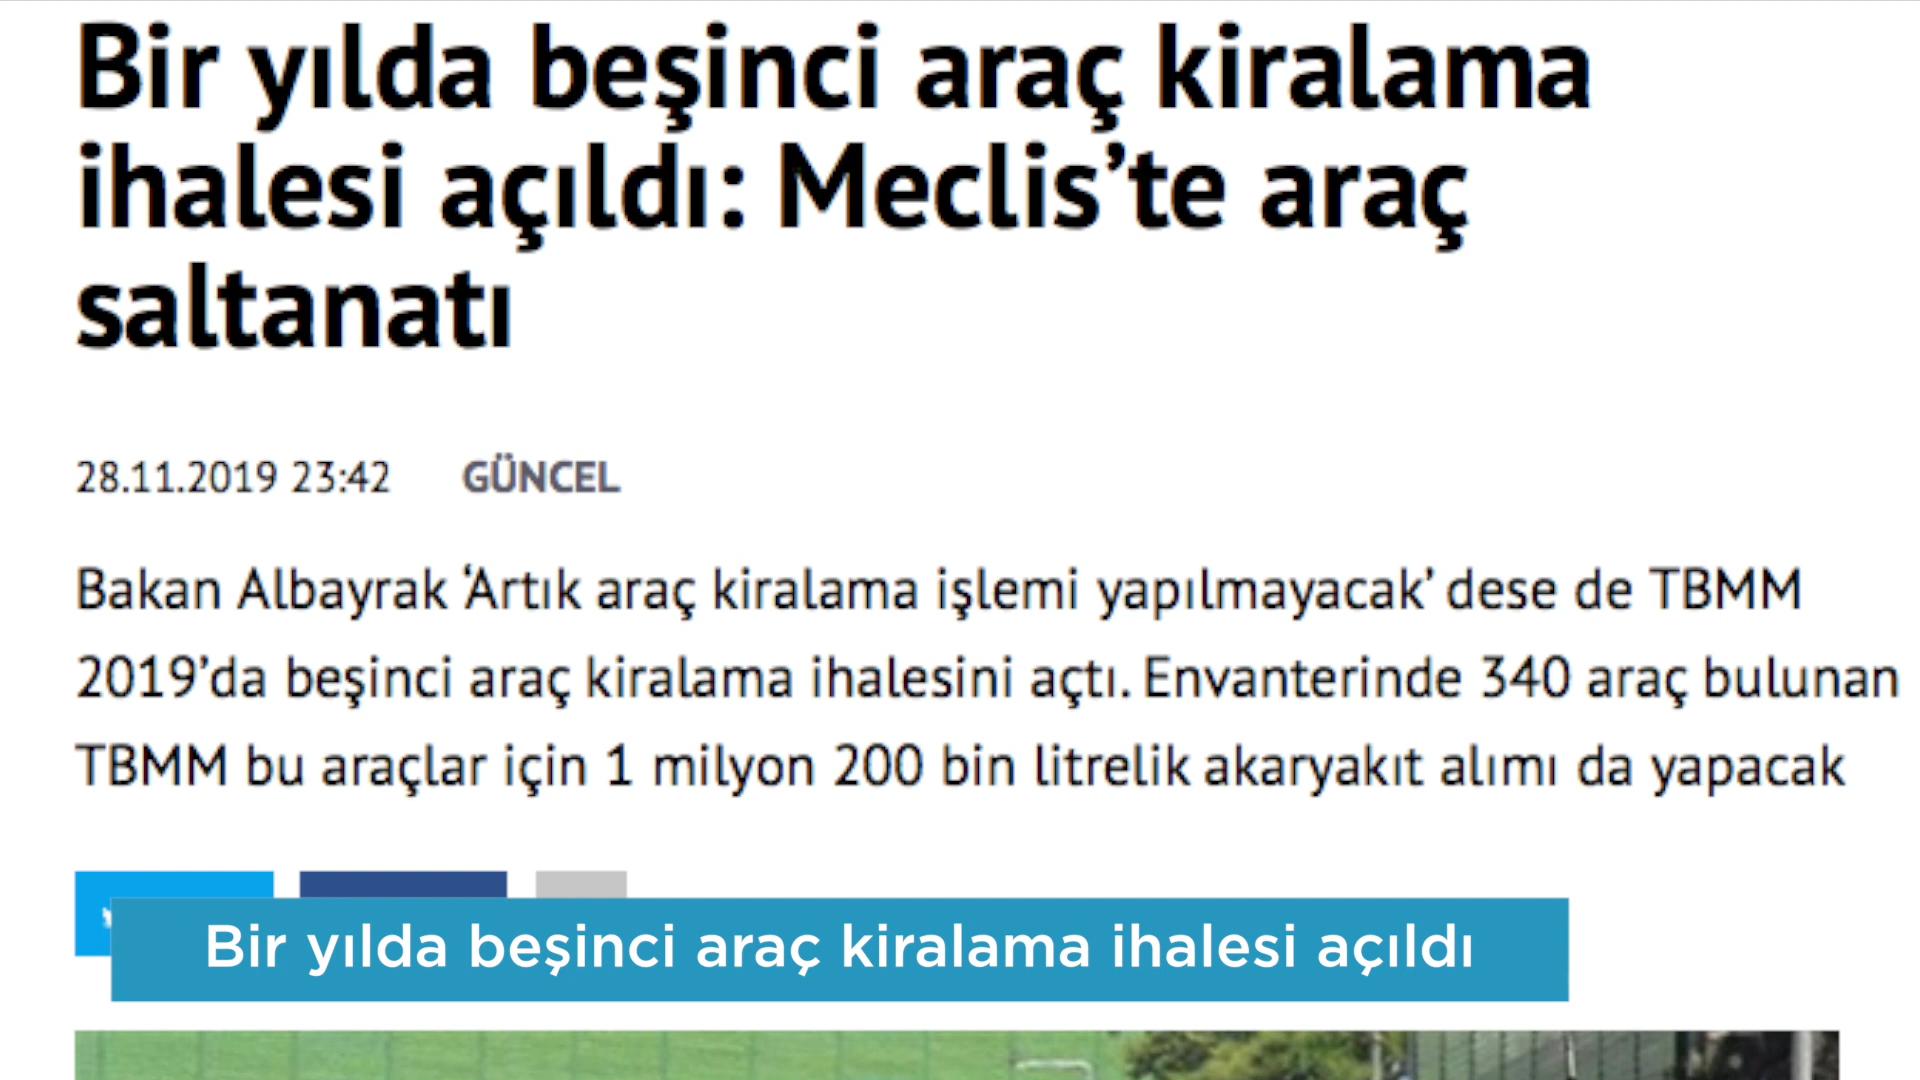 Bir yılda beşinci araç kiralama
ihalesi açıldı: Meclis’te araç
saltanatı
28.11.2019 23:42 GÜNCEL
Bakan Albayrak ‘Artık araç kiralama işlemi yapılmayacak’ dese de TBMM
2019’da beşinci araç kiralama ihalesini açtı. Envanterinde 340 araç bulunan
TBMM bu araçlar için 1 milyon 200 bin litrelik akaryakıt alımı da yapacak
Bir yılda beşinci araç kiralama ihalesi açıldı